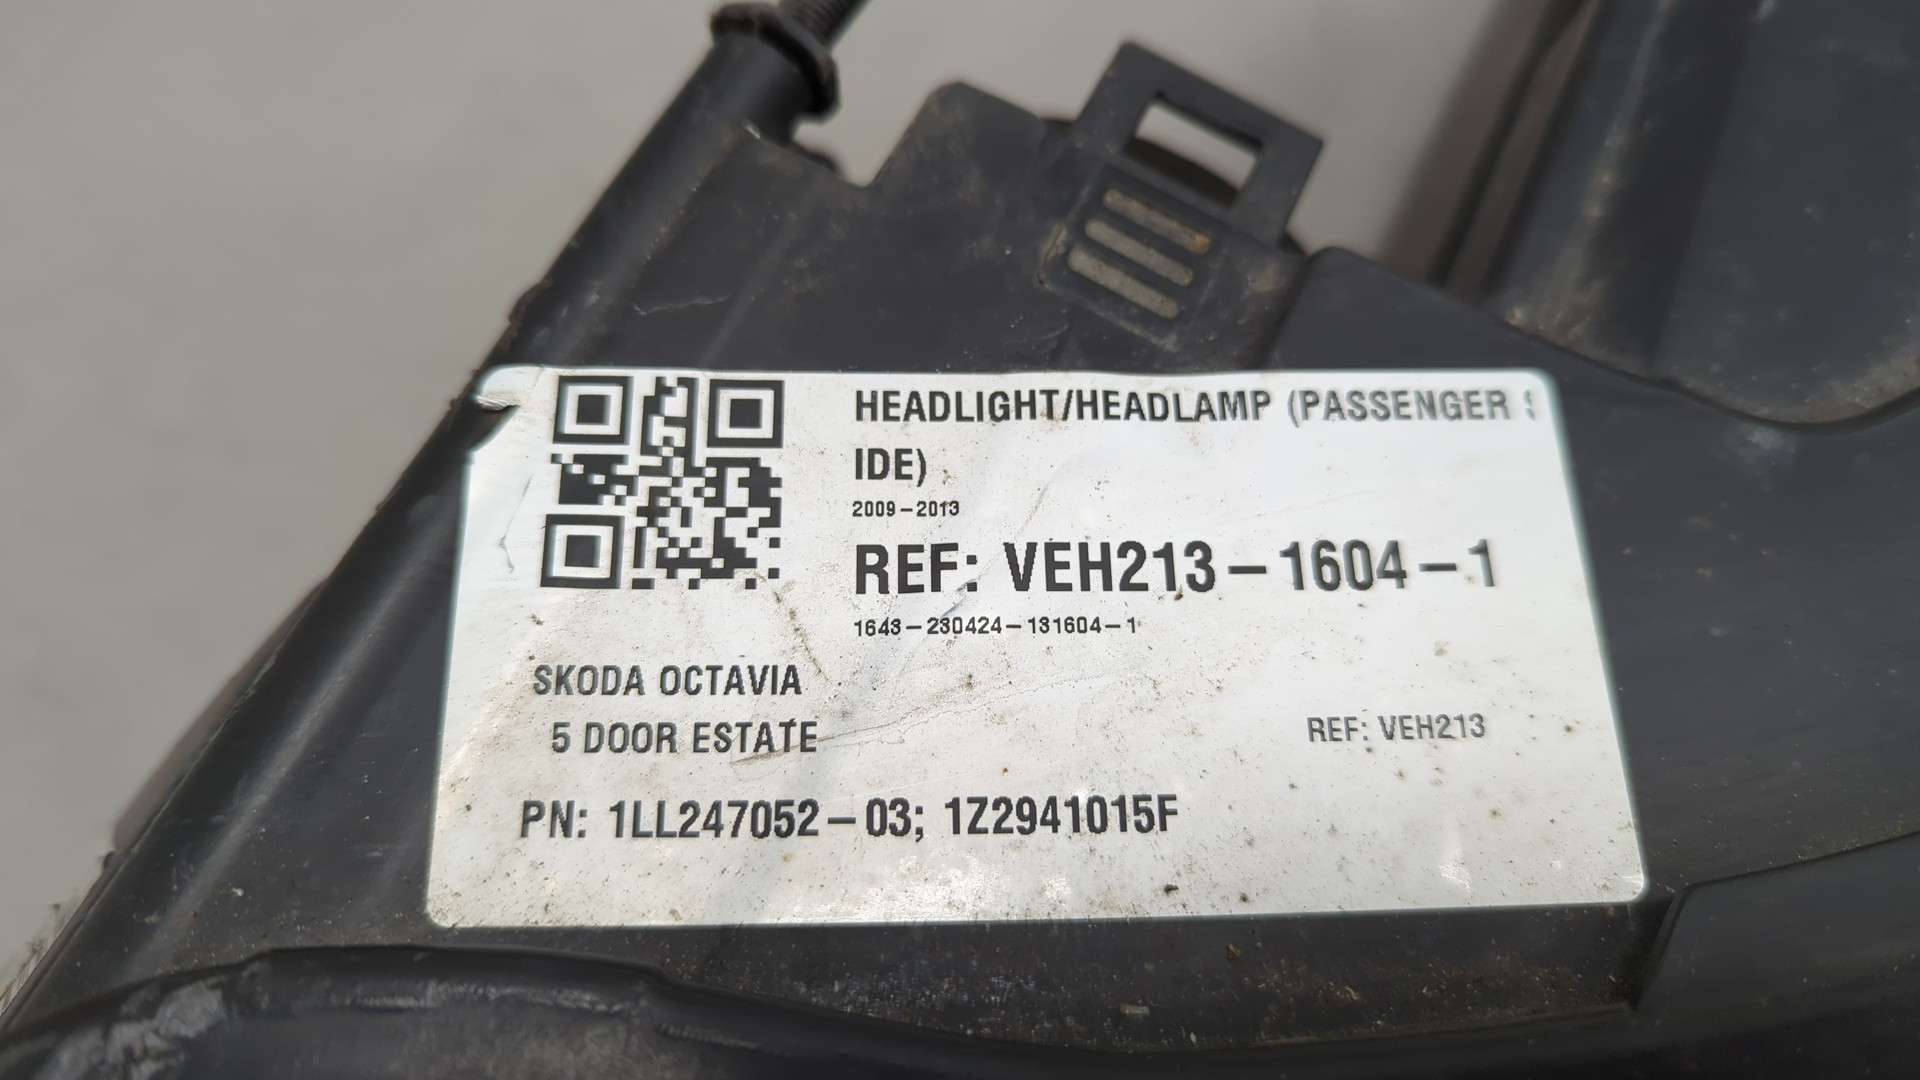 HEADLIGHT/HEADLAMP (PASSENGER S
IDE)
2009-2013
REF: VEH213-1604-1
1643-230424-131604-1
SKODA OCTAVIA
5 DOOR ESTATE
REF: VEH213
PN: 1LL247052-03; 1Z2941015F